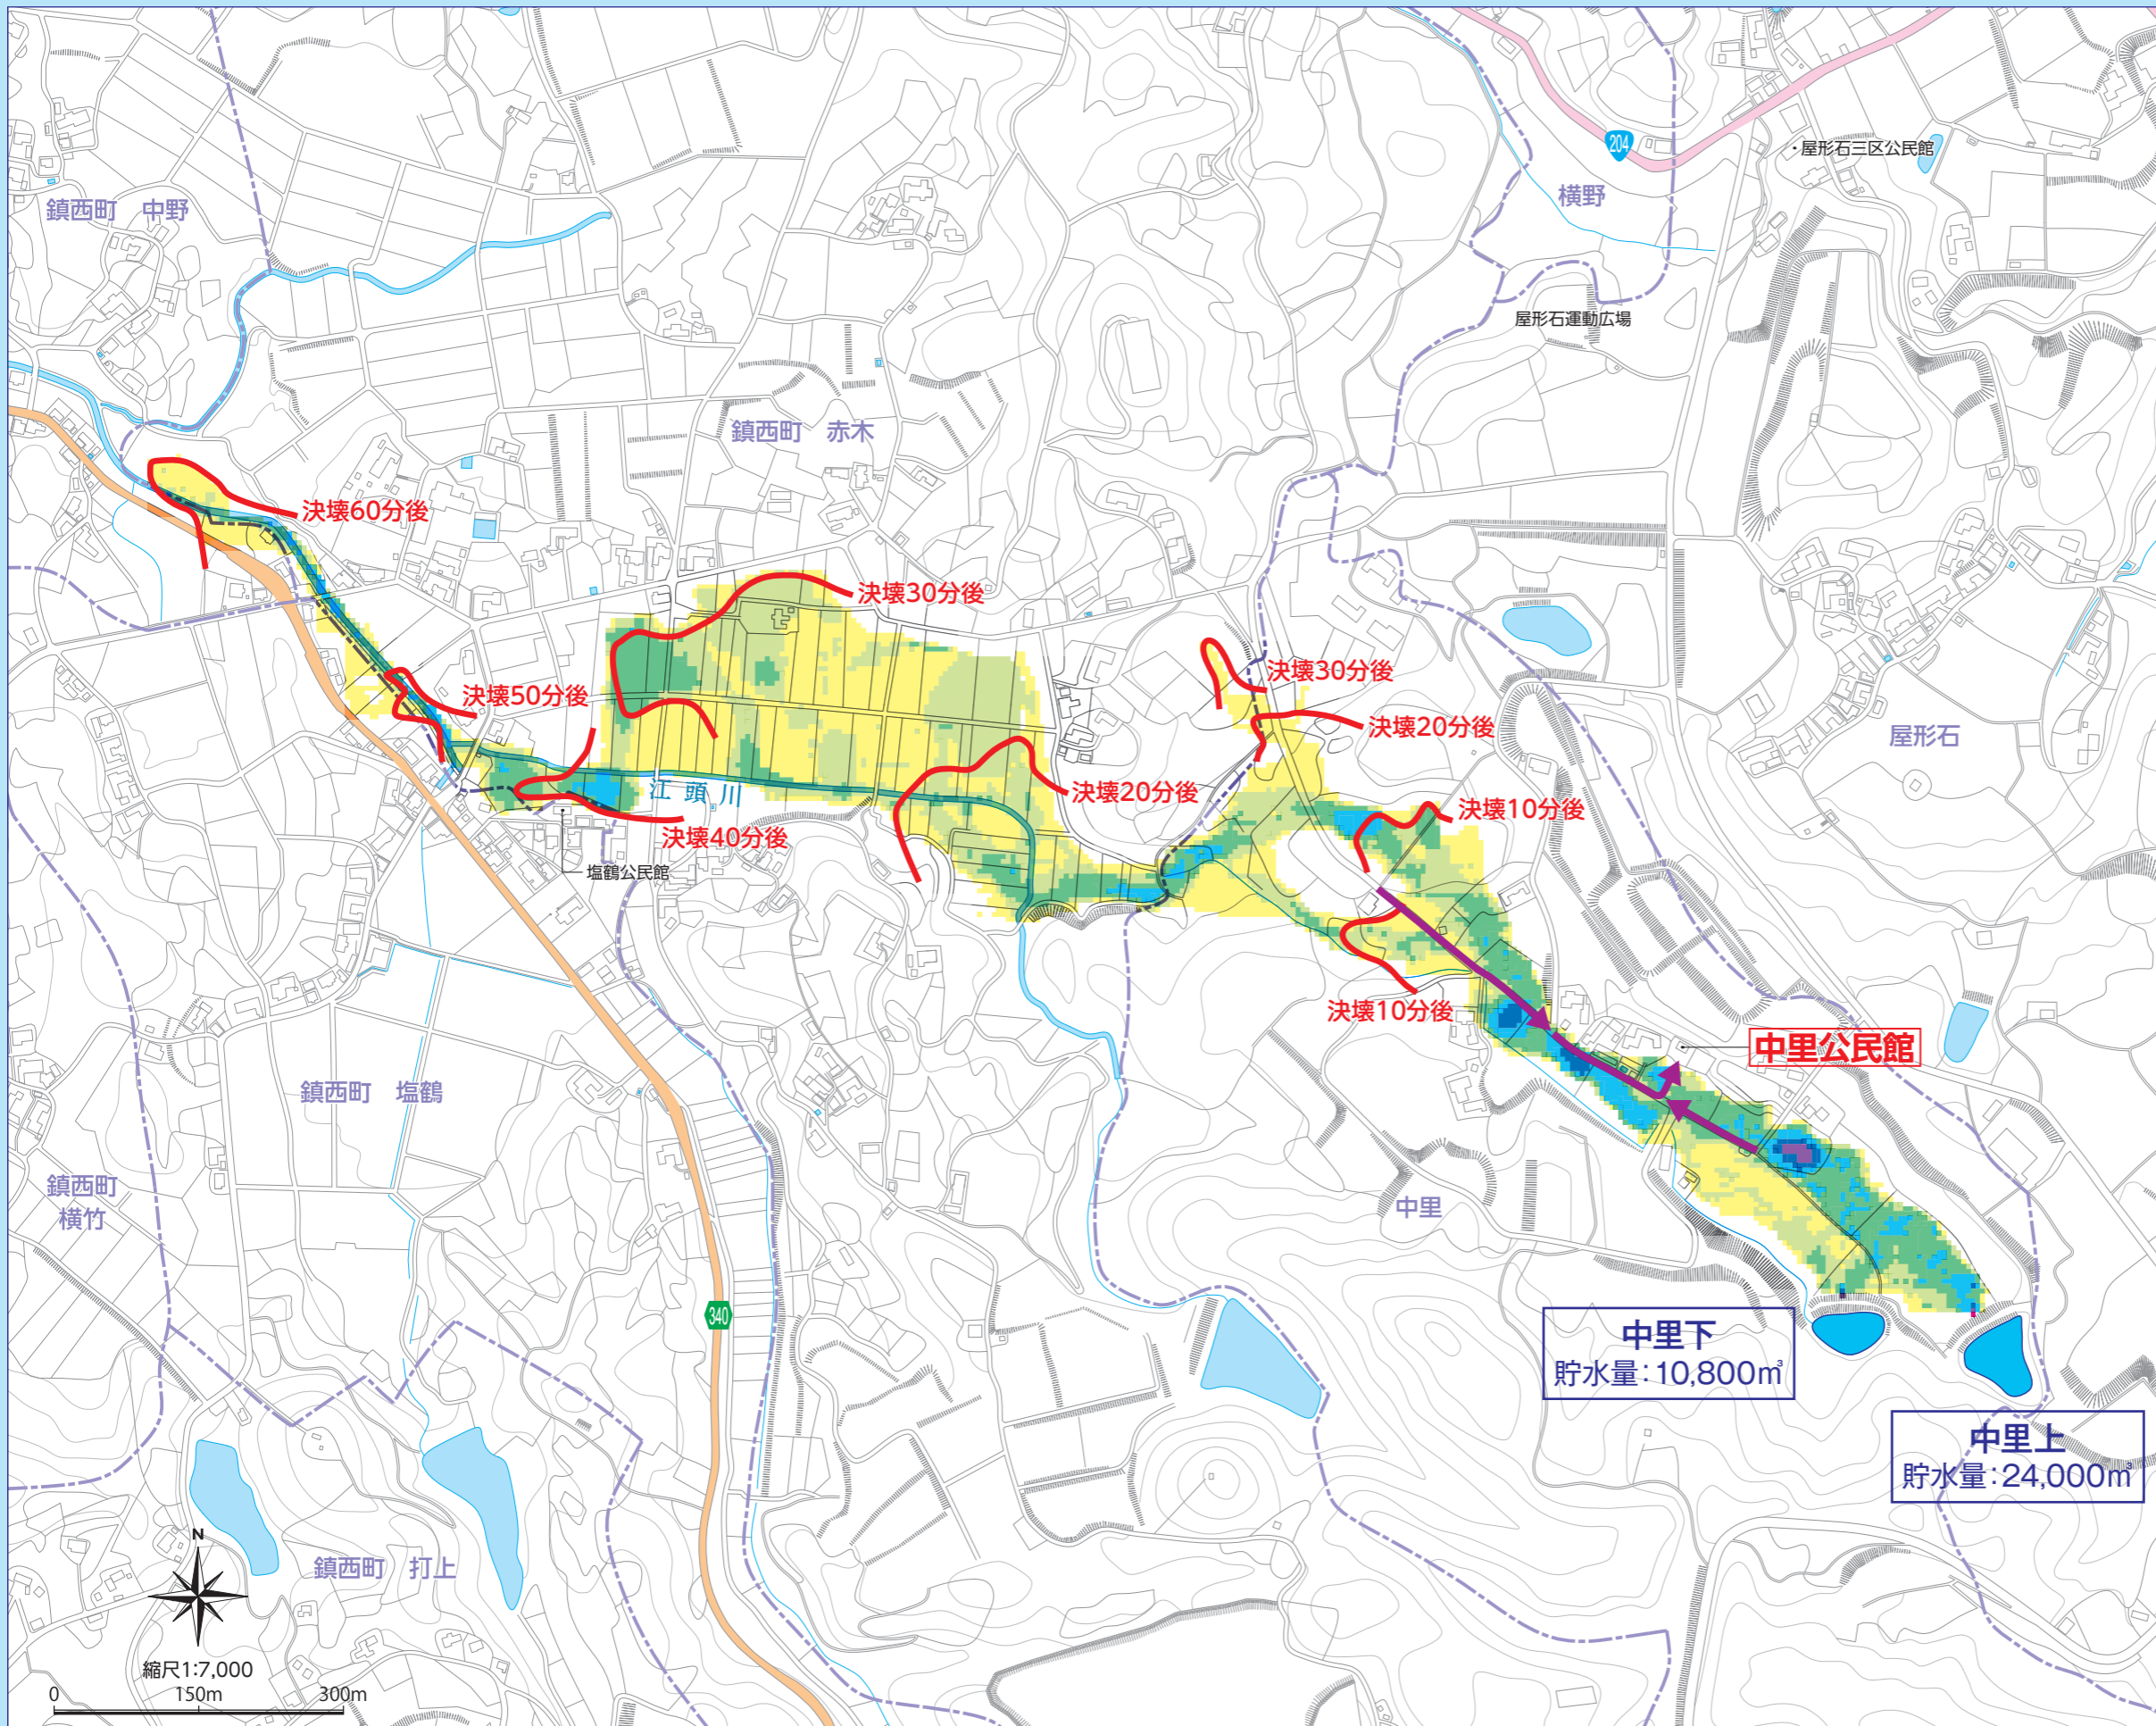 204
・屋形石三区公民館
鎮西町　中野
横野
屋形石運動広場
鎮西町　赤木
決壊60分後
決壊30分後
決壊30分後
決壊50分後
決壊20分後
屋形石
江頭川
決壊20分後
決壊10分後
決壊40分後
塩鶴公民館
決壊10分後
中里公民館
鎮西町　塩鶴
鎮西町
横竹
中里
340
中里下
貯水量：10,800㎥
中里上
貯水量：24,000㎥
N
鎮西町　打上
縮尺1:7,000
0 150m 300m